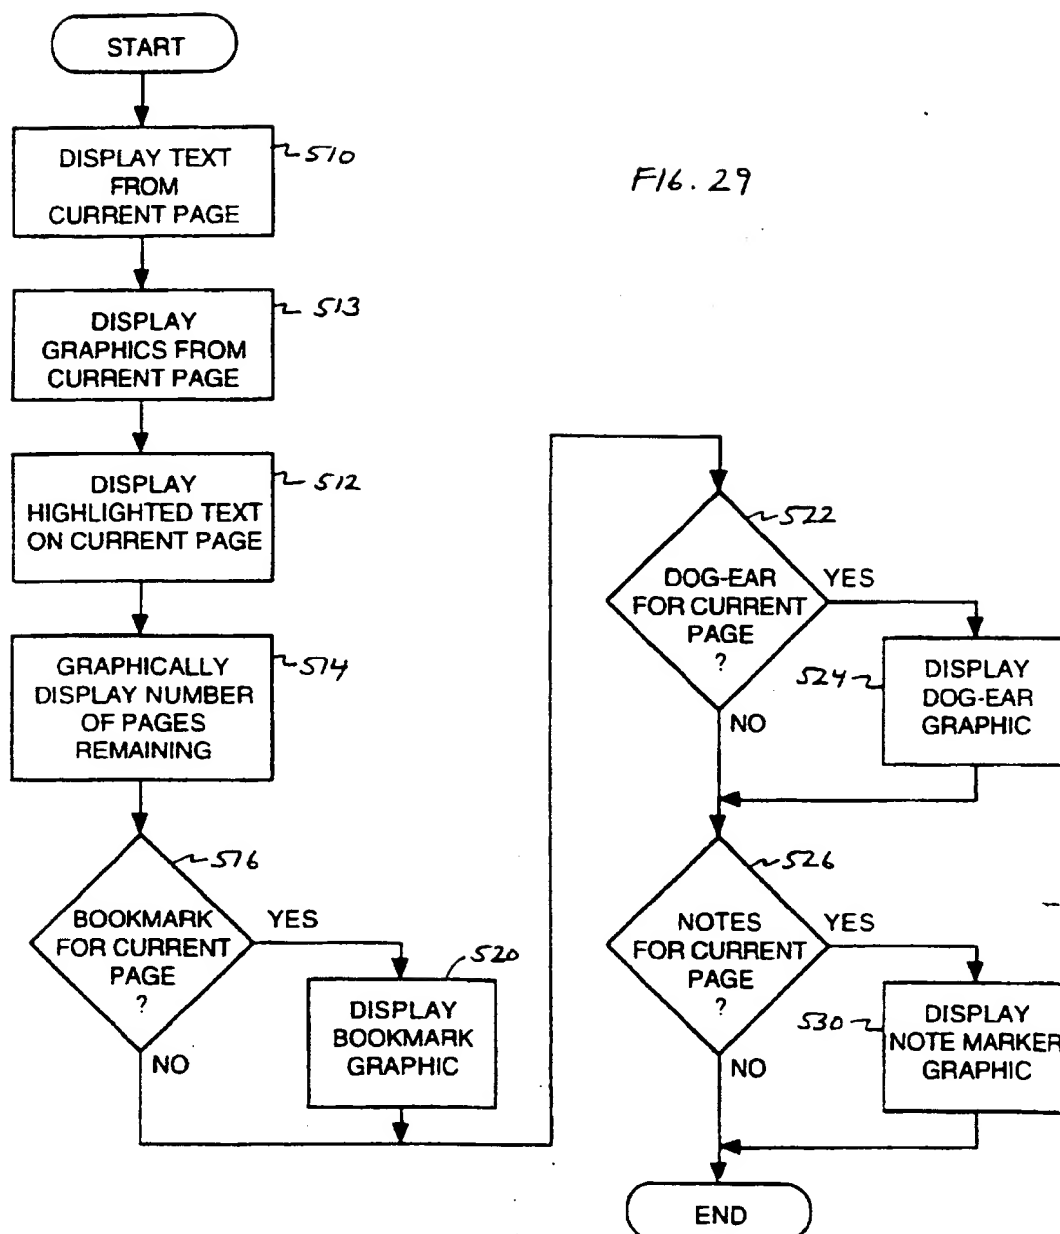 START
DISPLAY TEXT
FROM
CURRENT PAGE
510
FIG. 29
DISPLAY
GRAPHICS FROM
CURRENT PAGE
513
DISPLAY
HIGHLIGHTED TEXT
ON CURRENT PAGE
512
GRAPHICALLY
DISPLAY NUMBER
OF PAGES
REMAINING
514
BOOKMARK
FOR CURRENT
PAGE
?
516
YES
NO
DISPLAY
BOOKMARK
GRAPHIC
520
DOG-EAR
FOR CURRENT
PAGE
?
522
YES
NO
DISPLAY
DOG-EAR
GRAPHIC
524
NOTES
FOR CURRENT
PAGE
?
526
YES
NO
DISPLAY
NOTE MARKER
GRAPHIC
530
END